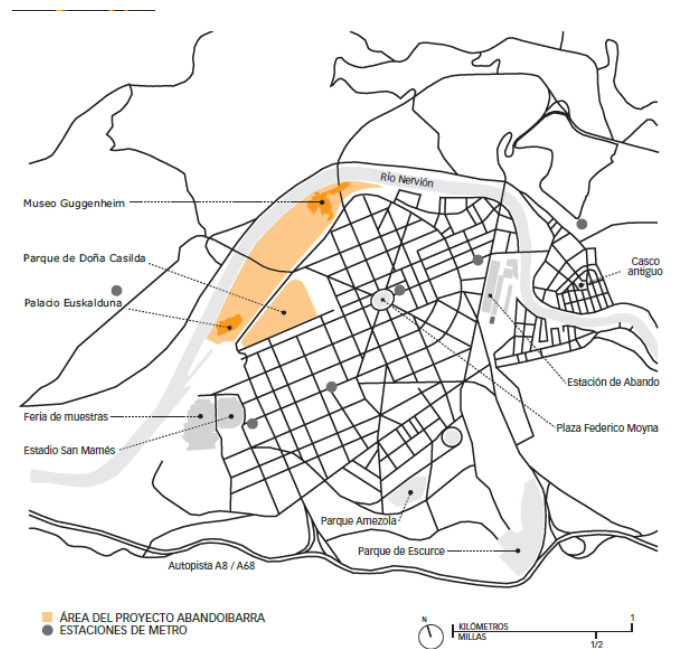 RÍO NERVIÓN
Museo Guggenheim
Parque de Doña Casilda
Casco
antiguo
Palacio Euskalduna
Estación de Abando
Feria de muestras
Plaza Federico Moyna
Estadio San Mamés
Parque Amezola
Parque de Escurce
Autopista A8 / A68
ÁREA DEL PROYECTO ABANDOIBARRA
ESTACIONES DE METRO
N
KILÓMETROS
1
MILLAS
1/2